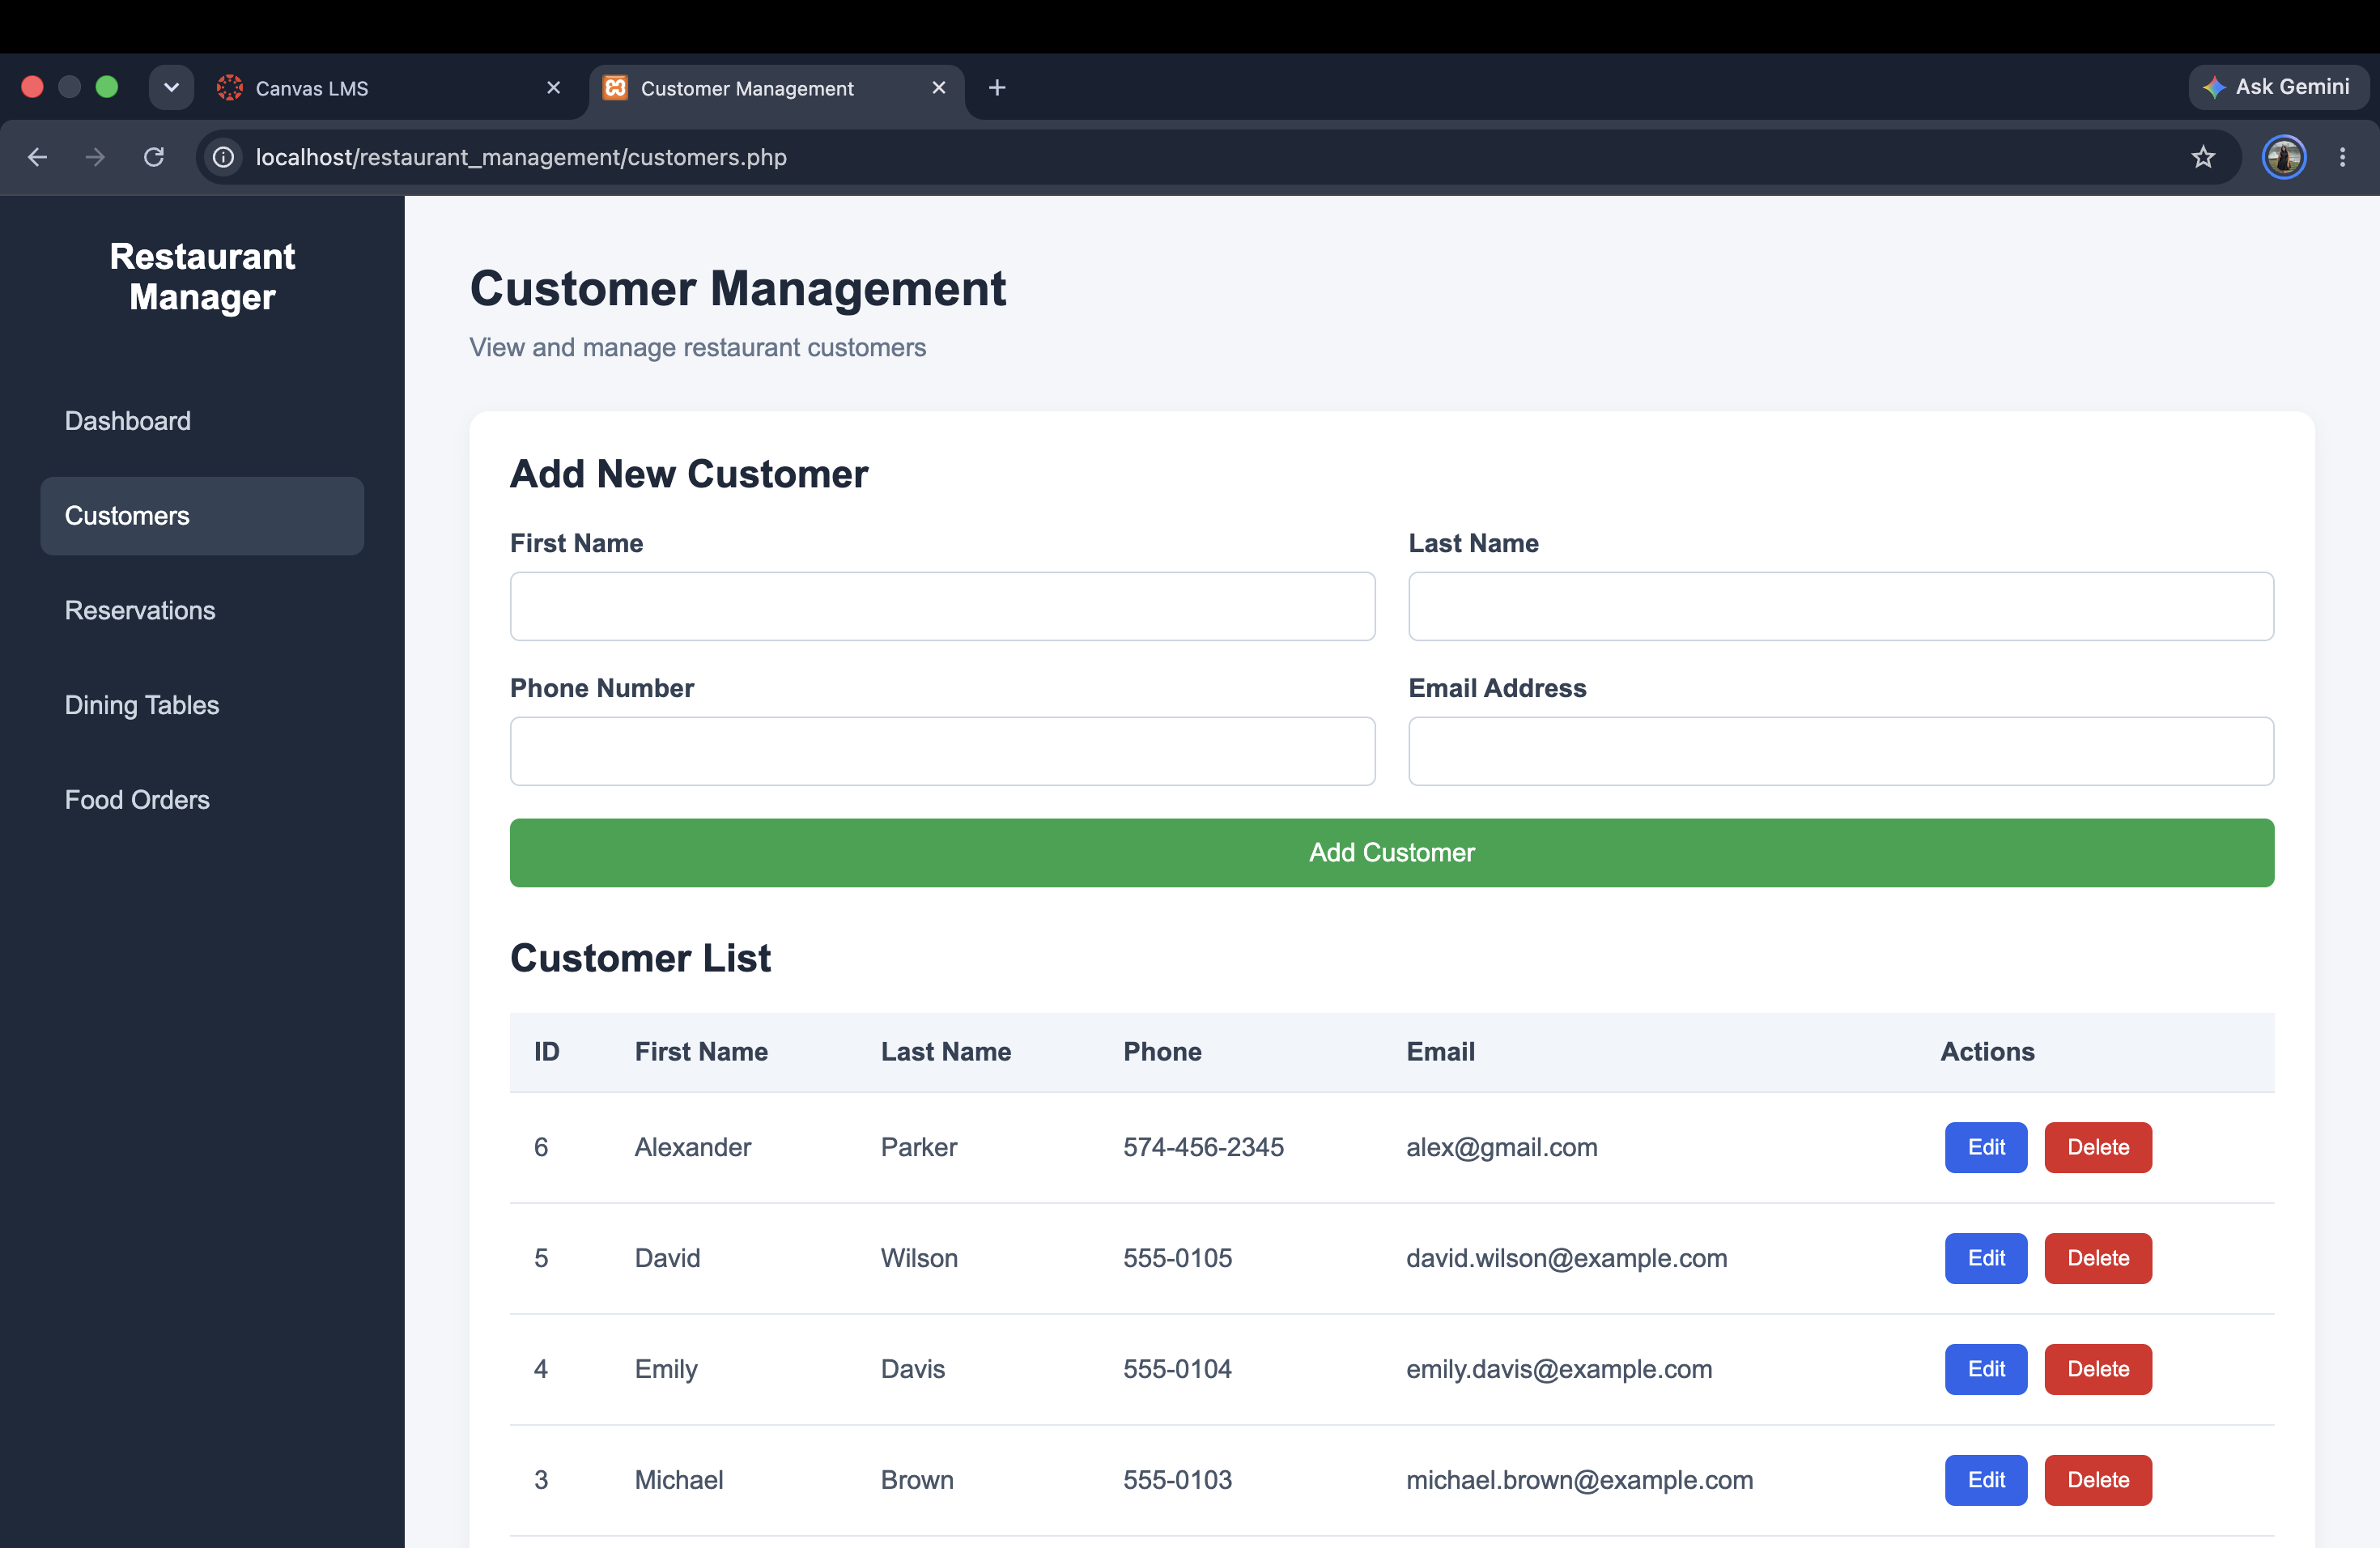 Canvas LMS
Customer Management
Ask Gemini
localhost/restaurant_management/customers.php
Restaurant
Manager
Dashboard
Customers
Reservations
Dining Tables
Food Orders
Customer Management
View and manage restaurant customers
Add New Customer
First Name Last Name
Phone Number Email Address
Add Customer
Customer List
ID First Name Last Name Phone Email Actions
6 Alexander Parker 574-456-2345 alex@gmail.com Edit Delete
5 David Wilson 555-0105 david.wilson@example.com Edit Delete
4 Emily Davis 555-0104 emily.davis@example.com Edit Delete
3 Michael Brown 555-0103 michael.brown@example.com Edit Delete